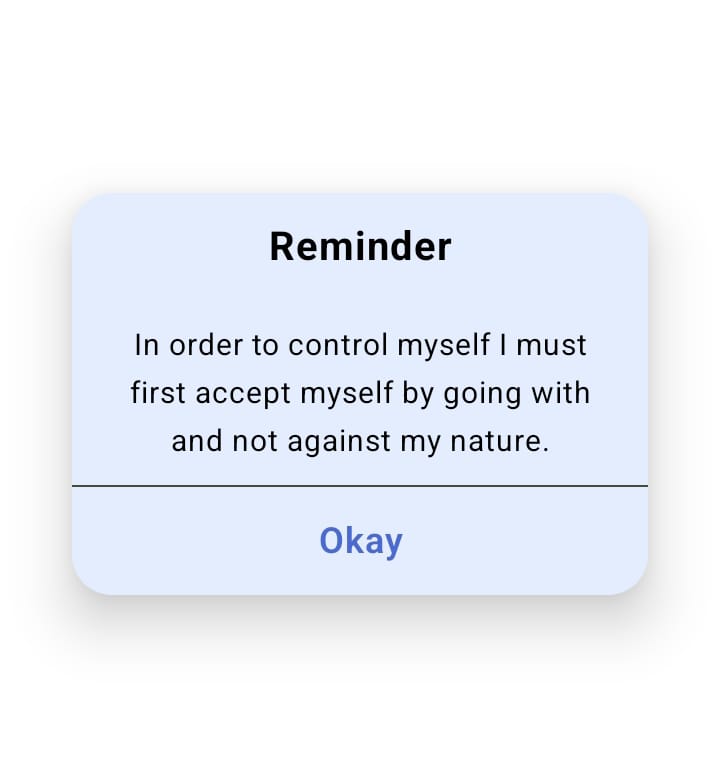 Reminder
In order to control myself I must
first accept myself by going with
and not against my nature.
Okay